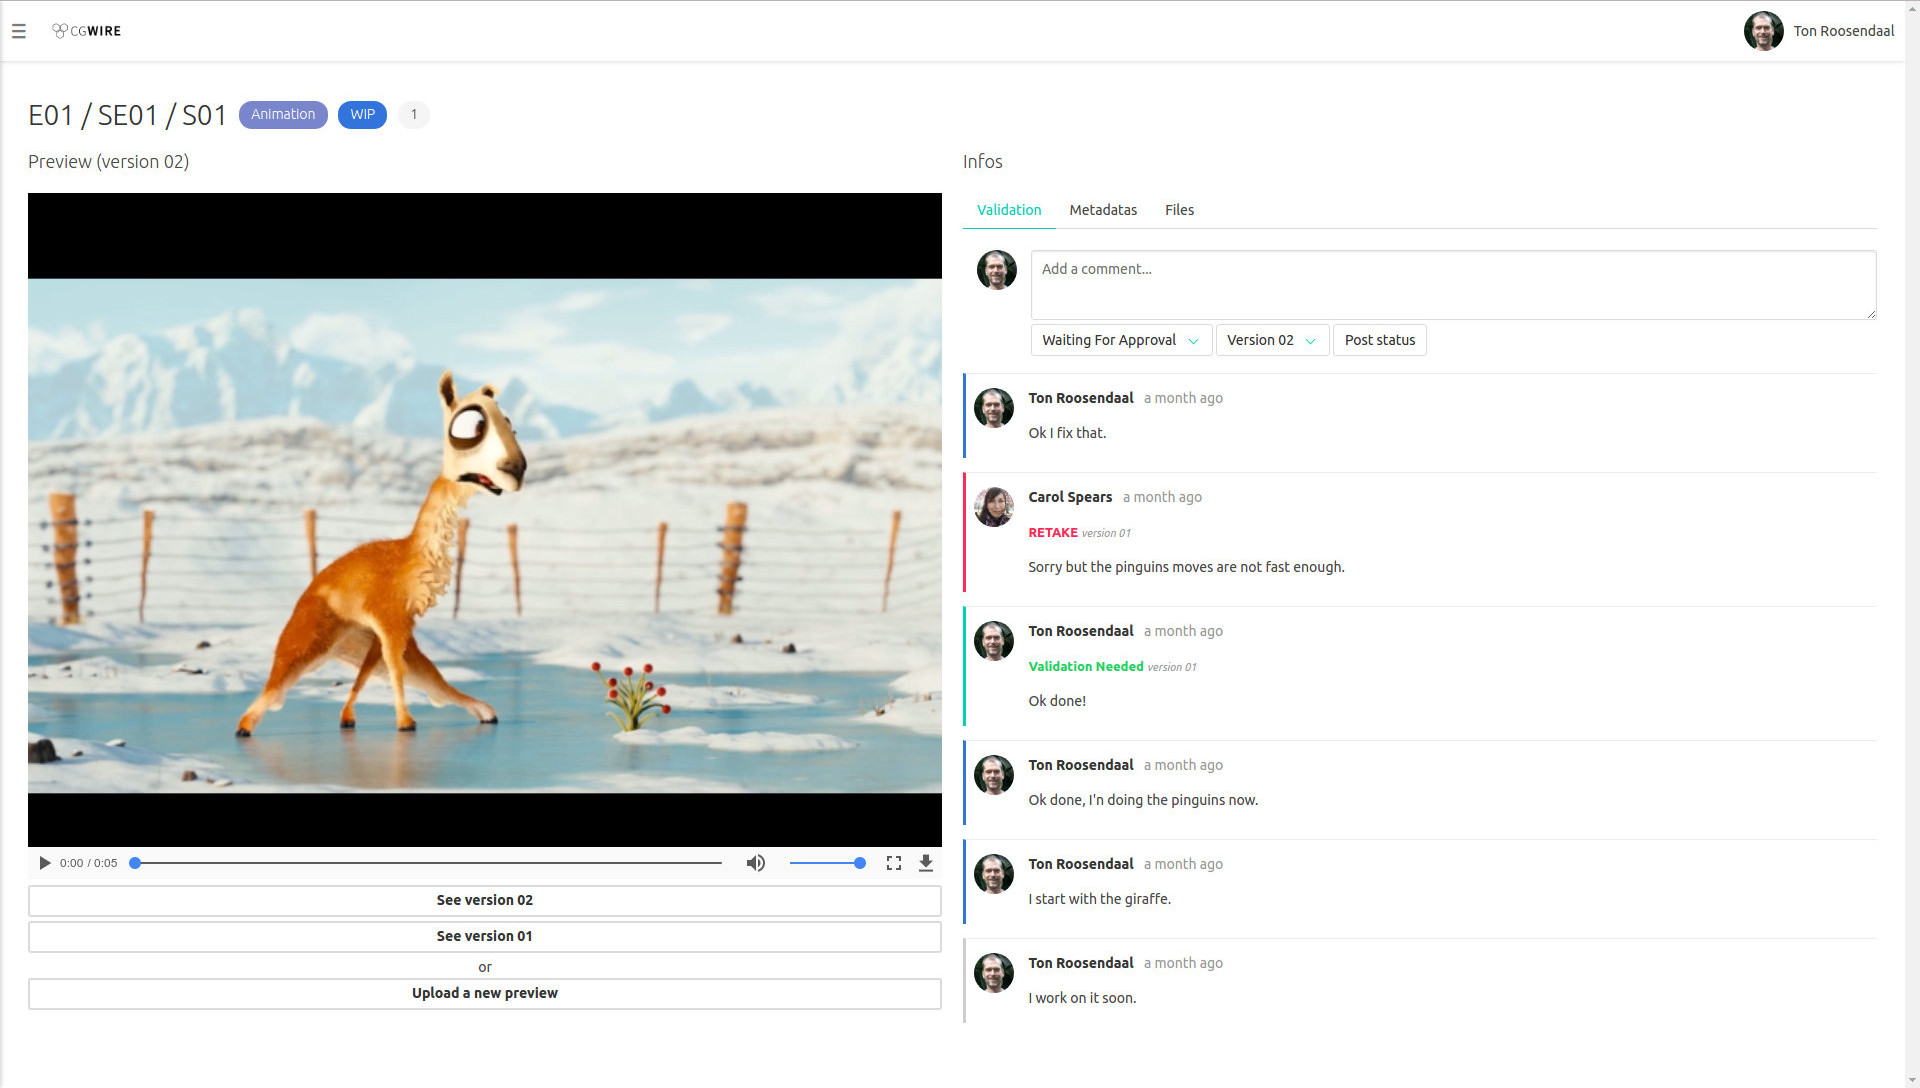 CGWIRE
Ton Roosendaal
E01 / SE01 / S01 Animation WIP 1
Preview (version 02)
0:00 / 0:05
See version 02
See version 01
or
Upload a new preview
Infos
Validation Metadatas Files
Add a comment...
Waiting For Approval Version 02 Post status
Ton Roosendaal a month ago
Ok I fix that.
Carol Spears a month ago
RETAKE version 01
Sorry but the pinguins moves are not fast enough.
Ton Roosendaal a month ago
Validation Needed version 01
Ok done!
Ton Roosendaal a month ago
Ok done, I'n doing the pinguins now.
Ton Roosendaal a month ago
I start with the giraffe.
Ton Roosendaal a month ago
I work on it soon.